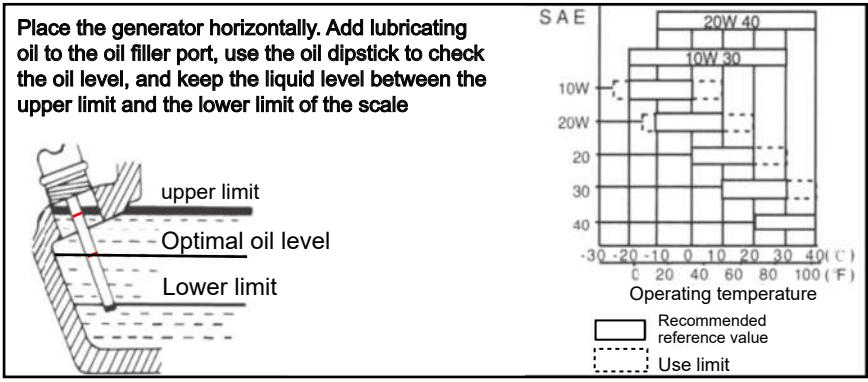 Place the generator horizontally. Add lubricating
oil to the oil filler port, use the oil dipstick to check
the oil level, and keep the liquid level between the
upper limit and the lower limit of the scale
upper limit
Optimal oil level
Lower limit
SAE
20W 40
10W 30
10W
20W
20
30
40
-30 -20 -10 0 10 20 30 40(℃)
0 20 40 60 80 100(℉)
Operating temperature
Recommended
reference value
Use limit